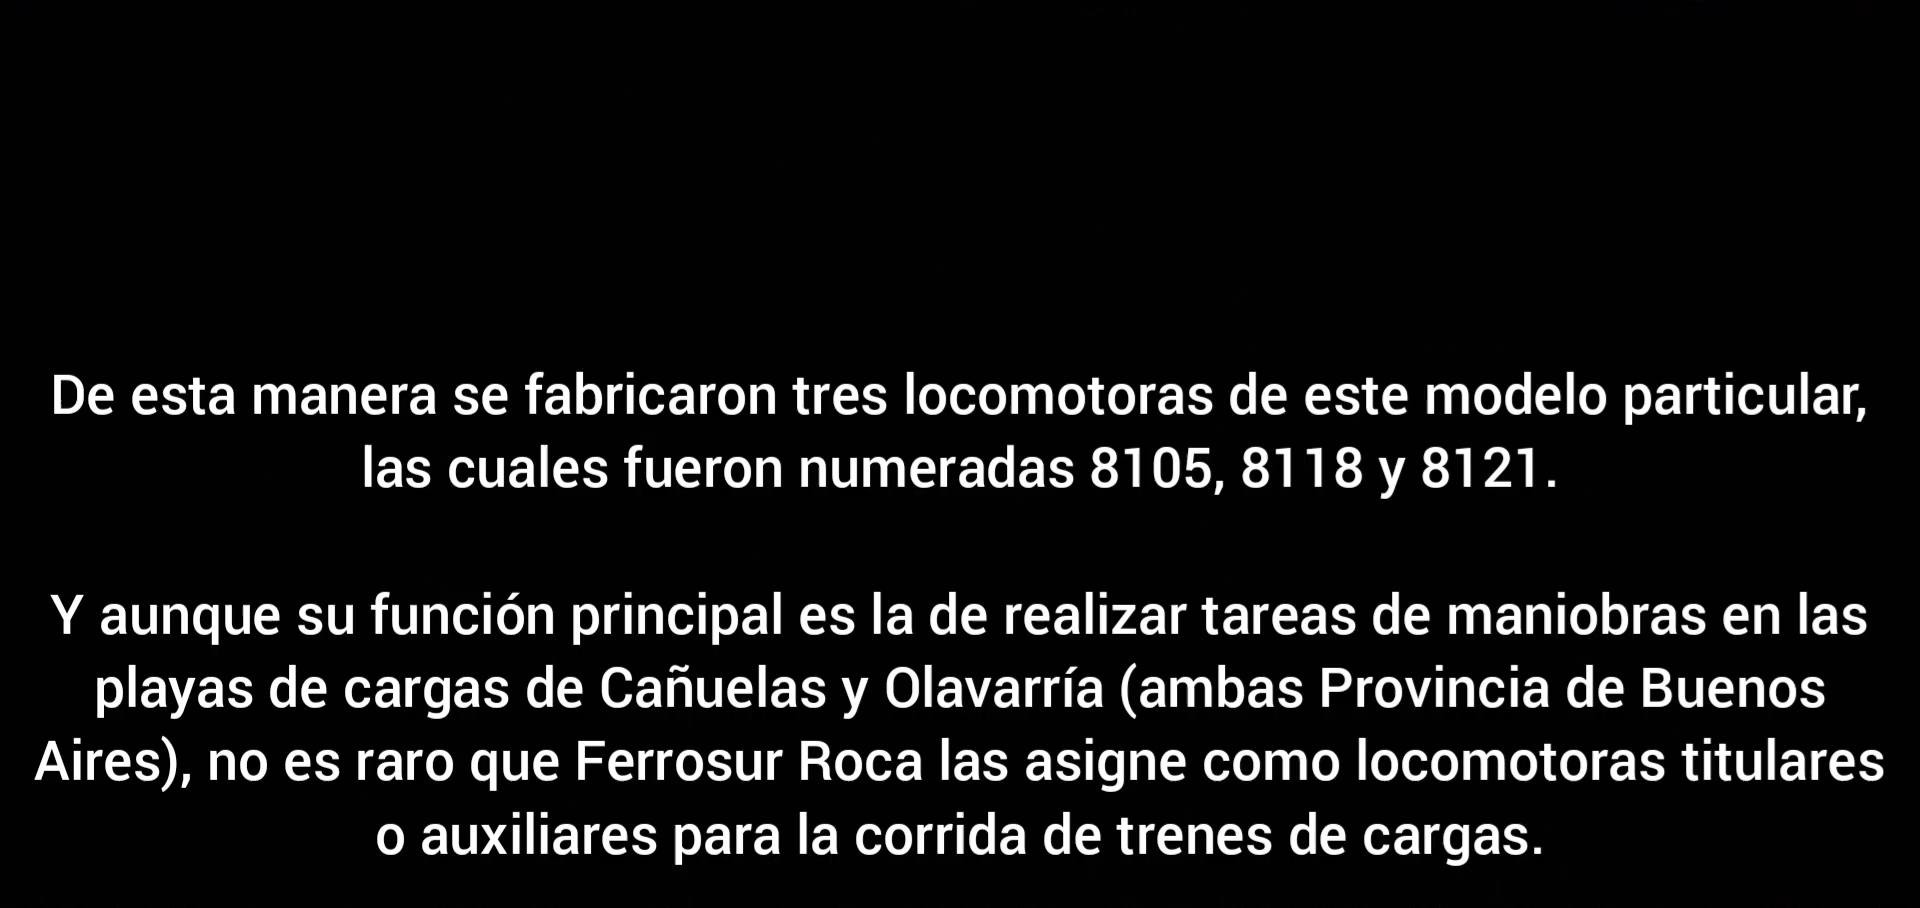 De esta manera se fabricaron tres locomotoras de este modelo particular,
las cuales fueron numeradas 8105, 8118 y 8121.
Y aunque su función principal es la de realizar tareas de maniobras en las
playas de cargas de Cañuelas y Olavarría (ambas Provincia de Buenos
Aires), no es raro que Ferrosur Roca las asigne como locomotoras titulares
o auxiliares para la corrida de trenes de cargas.